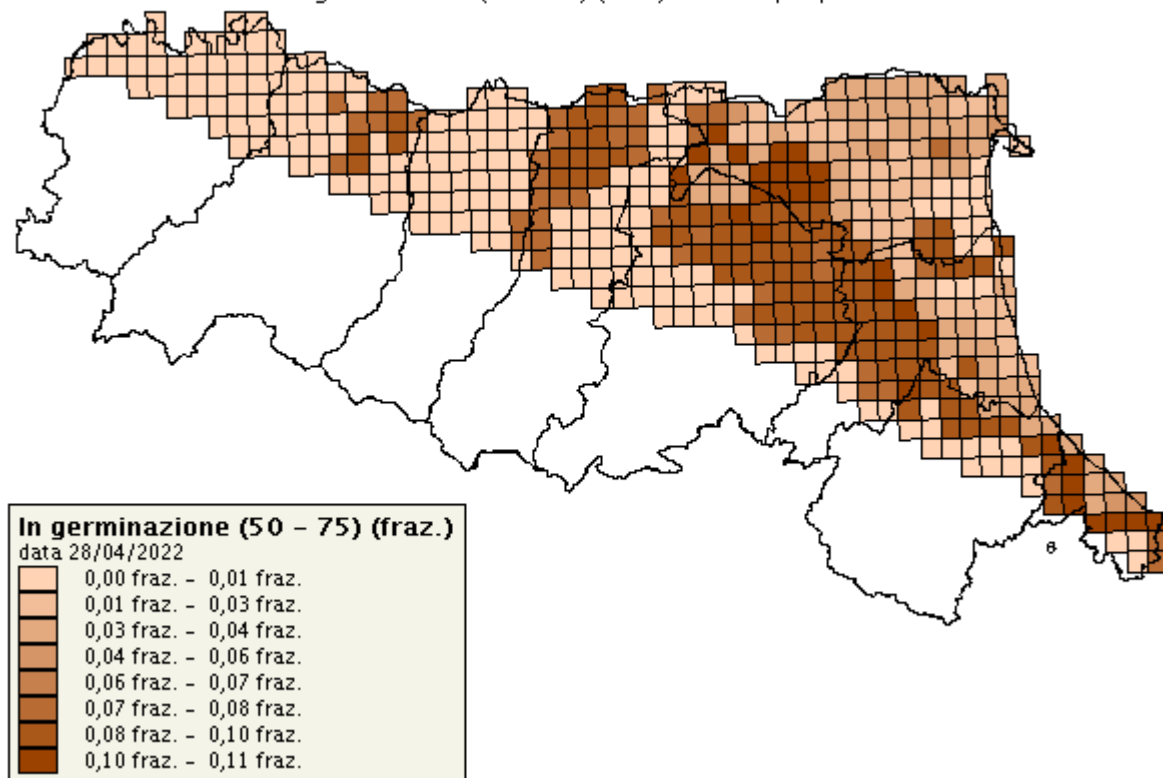 In germinazione (50 - 75) (fraz.)
data 28/04/2022
0,00 fraz. - 0,01 fraz.
0,01 fraz. - 0,03 fraz.
0,03 fraz. - 0,04 fraz.
0,04 fraz. - 0,06 fraz.
0,06 fraz. - 0,07 fraz.
0,07 fraz. - 0,08 fraz.
0,08 fraz. - 0,10 fraz.
0,10 fraz. - 0,11 fraz.